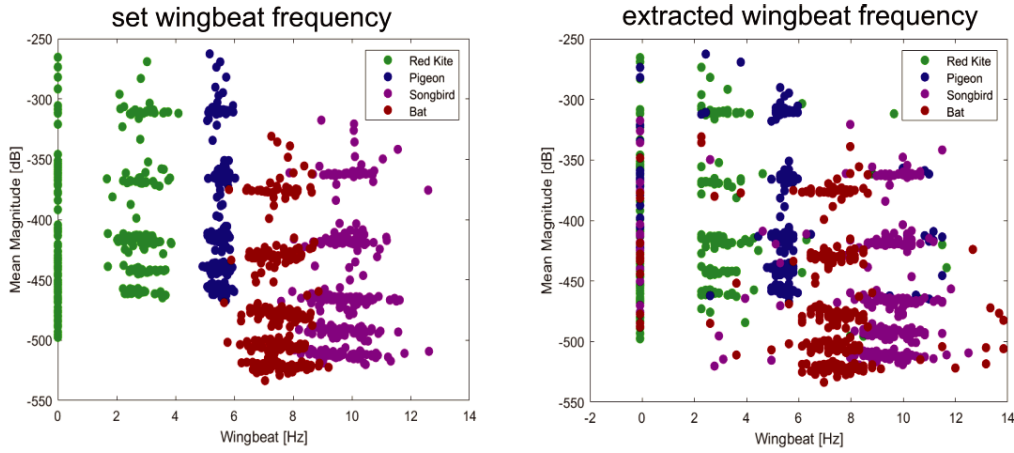 set wingbeat frequency
-250
-300
-350
-400
-450
-500
-550
Mean Magnitude [dB]
0
2
4
6
8
10
12
14
Wingbeat [Hz]
Red Kite
Pigeon
Songbird
Bat
extracted wingbeat frequency
-250
-300
-350
-400
-450
-500
-550
Mean Magnitude [dB]
-2
0
2
4
6
8
10
12
14
Wingbeat [Hz]
Red Kite
Pigeon
Songbird
Bat